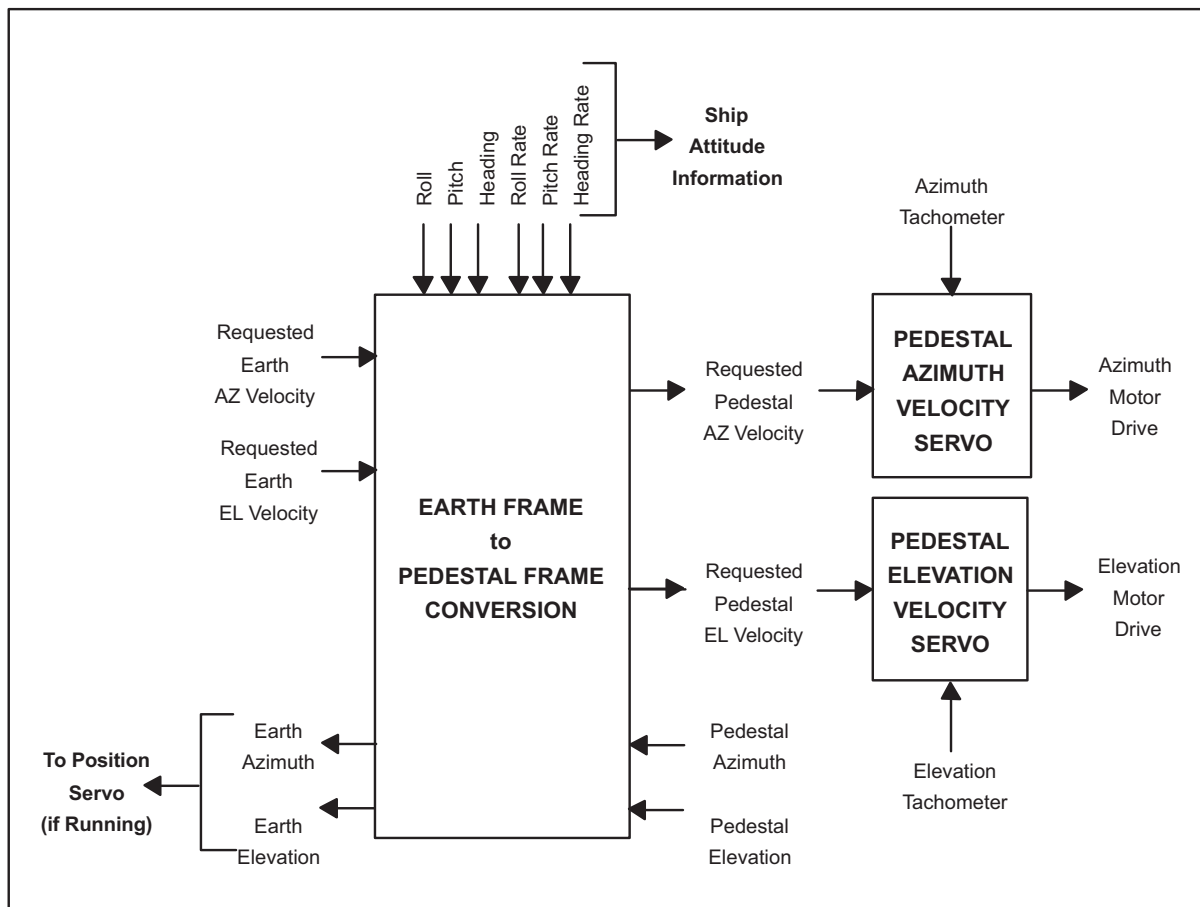 Roll
Pitch
Heading
Roll Rate
Pitch Rate
Heading Rate
Ship
Attitude
Information
Azimuth
Tachometer
Requested
Earth
AZ Velocity
Requested
Earth
EL Velocity
EARTH FRAME
to
PEDESTAL FRAME
CONVERSION
Requested
Pedestal
AZ Velocity
PEDESTAL
AZIMUTH
VELOCITY
SERVO
Azimuth
Motor
Drive
Requested
Pedestal
EL Velocity
PEDESTAL
ELEVATION
VELOCITY
SERVO
Elevation
Motor
Drive
To Position
Servo
(if Running)
Earth
Azimuth
Earth
Elevation
Pedestal
Azimuth
Pedestal
Elevation
Elevation
Tachometer